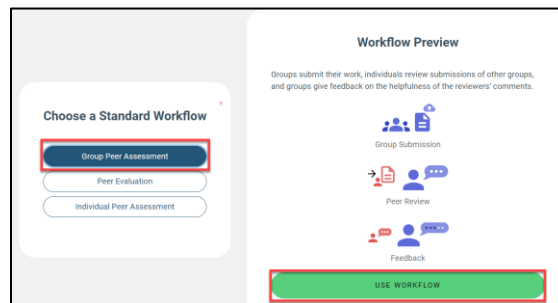 Choose a Standard Workflow
Group Peer Assessment
Peer Evaluation
Individual Peer Assessment
Workflow Preview
Groups submit their work, individuals review submissions of other groups,
and groups give feedback on the helpfulness of the reviewers' comments.
Group Submission
Peer Review
Feedback
USE WORKFLOW